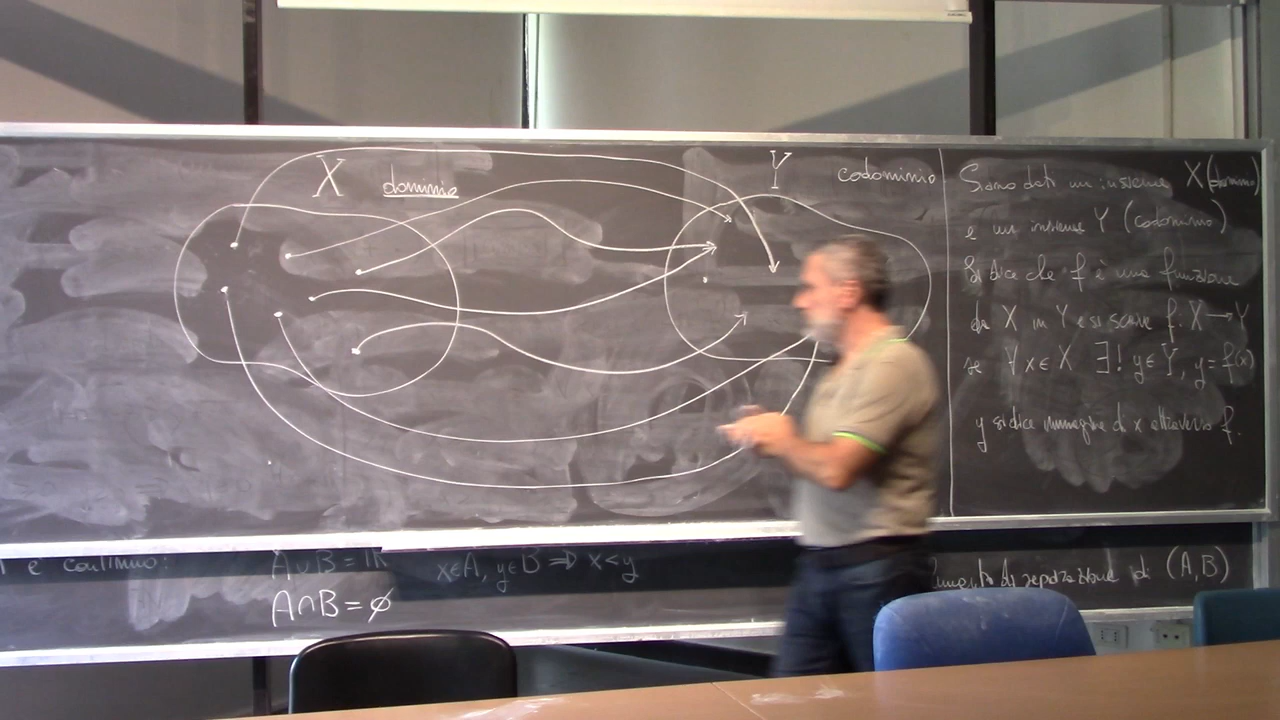 X dominio
Y codominio
Siano dati un insieme X (dominio)
e un insieme Y (codominio)
Si dice che f è una funzione
da X in Y e si scrive f: X → Y
se ∀x∈X ∃! y∈Y, y=f(x)
y si dice immagine di x attraverso f.
è continuo:
A∪B=ℝ
x∈A, y∈B ⇒ x<y
di separazione di (A,B)
A∩B=∅